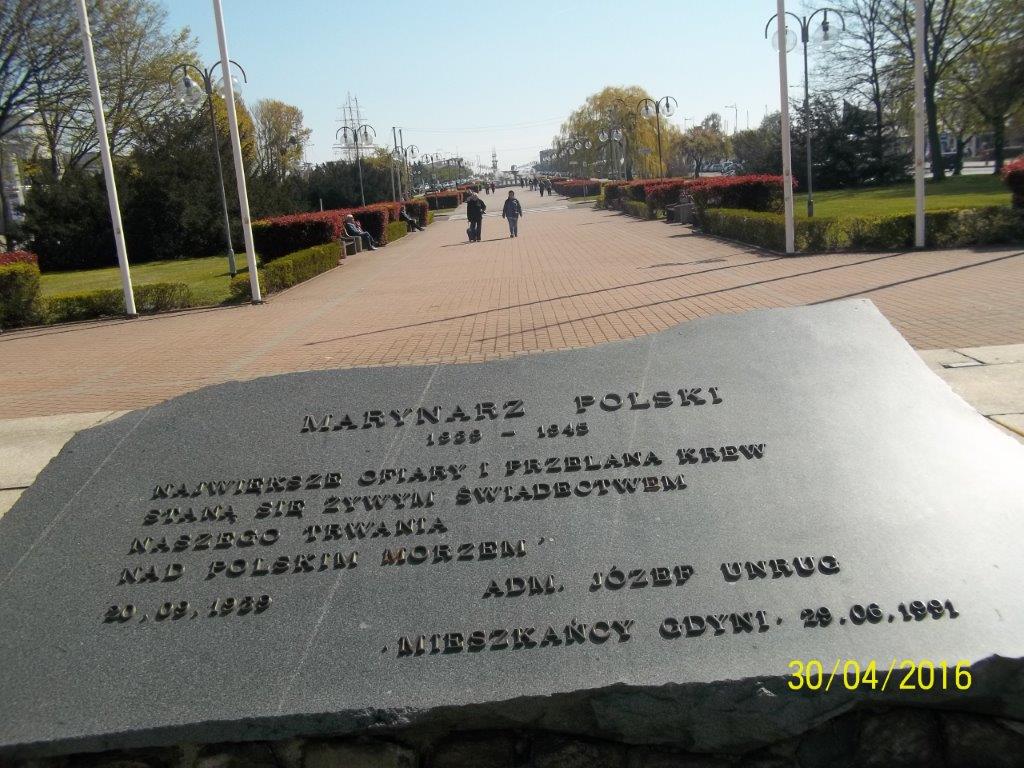 MARYNARZ POLSKI
1939 - 1945
NAJWIĘKSZE OFIARY I PRZELANA KREW
STANĄ SIĘ ŻYWYM ŚWIADECTWEM
NASZEGO TRWANIA
NAD POLSKIM MORZEM
ADM. JÓZEF UNRUG
20.09.1939
MIESZKAŃCY GDYNI. 29.06.1991
30/04/2016